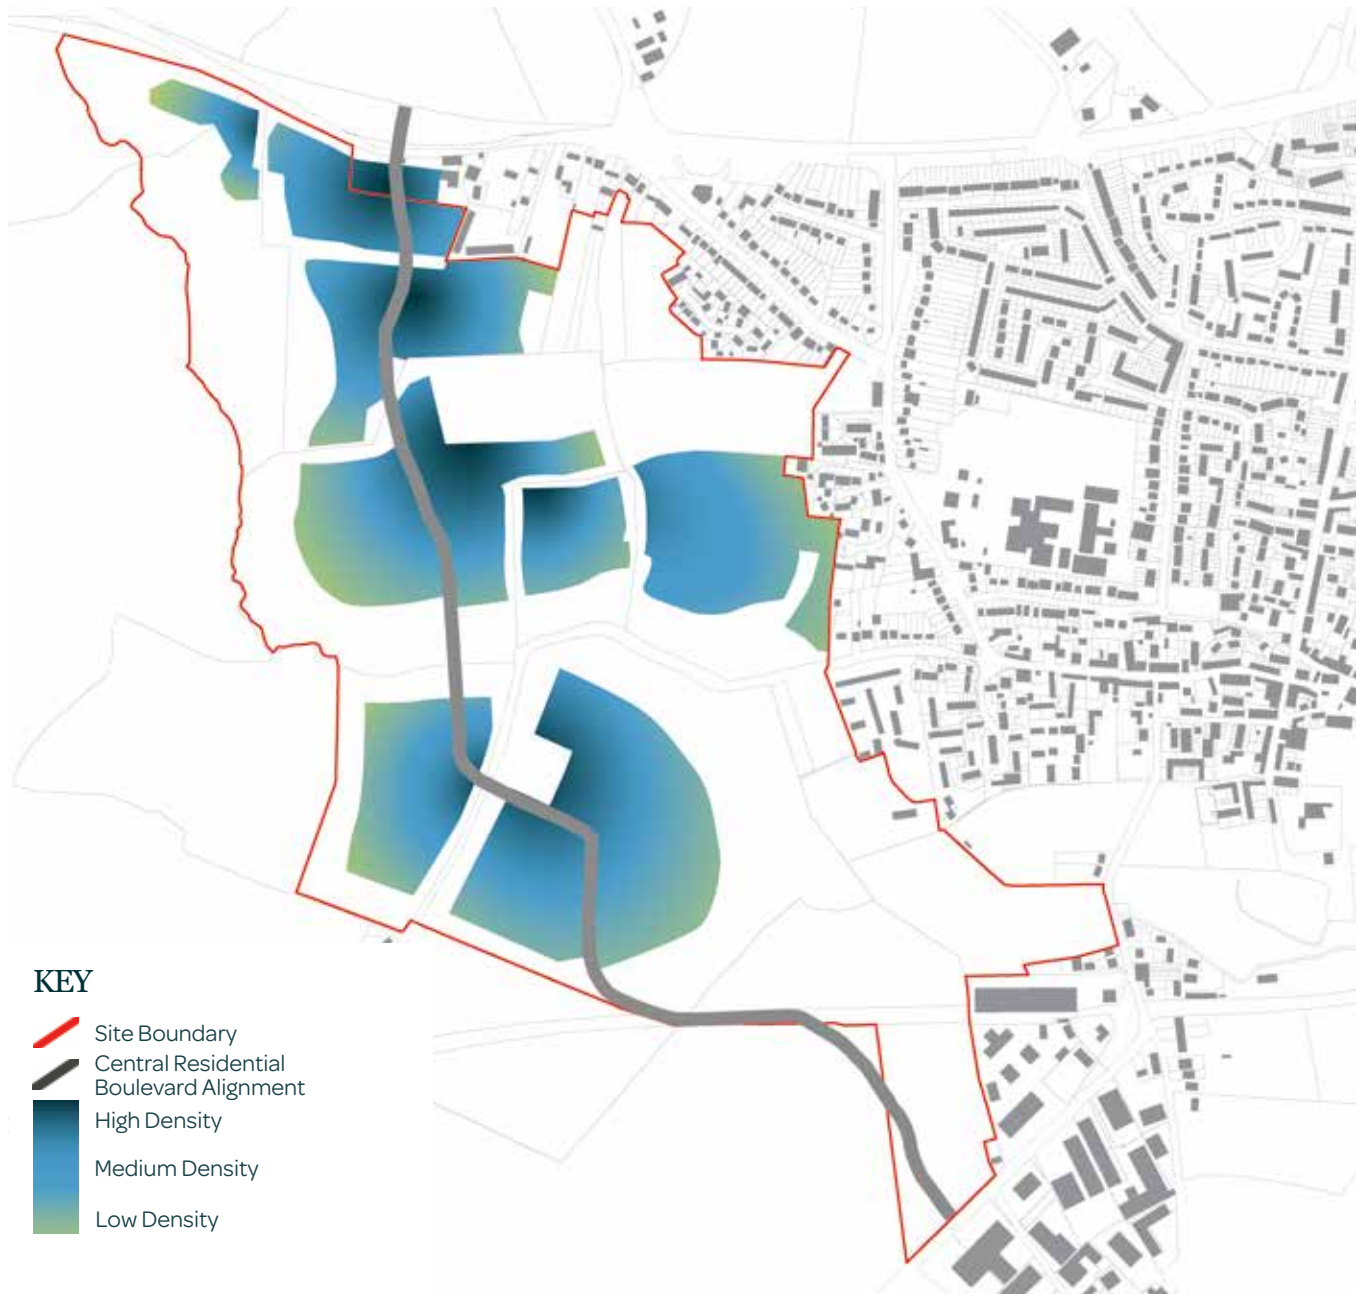 KEY
Site Boundary
Central Residential
Boulevard Alignment
High Density
Medium Density
Low Density